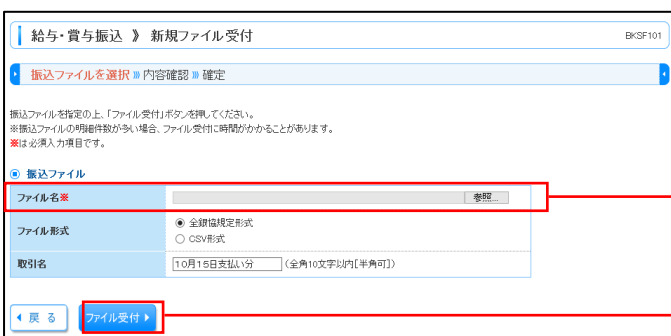 給与・賞与振込 》 新規ファイル受付 BKSF101
振込ファイルを選択 》 内容確認 》 確定
振込ファイルを指定の上、「ファイル受付」ボタンを押してください。
※振込ファイルの明細件数が多い場合、ファイル受付に時間がかかることがあります。
※は必須入力項目です。
振込ファイル
ファイル名※ 参照...
ファイル形式
全銀協規定形式
CSV形式
取引名 10月15日支払い分 (全角10文字以内[半角可])
戻る ファイル受付